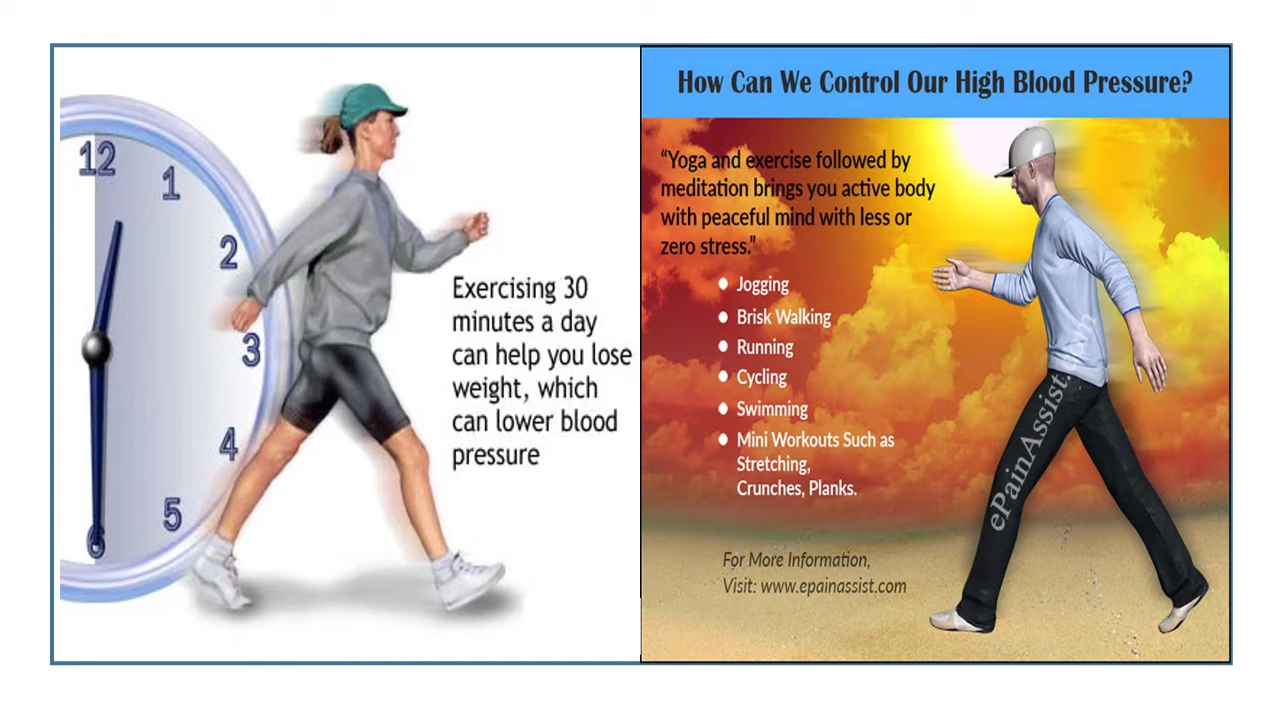 12
1
2
3
4
5
6
Exercising 30
minutes a day
can help you lose
weight, which
can lower blood
pressure
How Can We Control Our High Blood Pressure?
“Yoga and exercise followed by
meditation brings you active body
with peaceful mind with less or
zero stress.”
Jogging
Brisk Walking
Running
Cycling
Swimming
Mini Workouts Such as
Stretching,
Crunches, Planks.
For More Information,
Visit: www.epainassist.com
ePainAssist.com